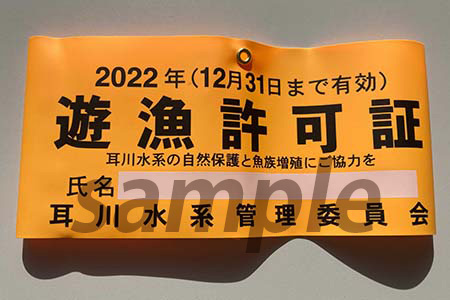 2022年(12月31日まで有効)
遊漁許可証
耳川水系の自然保護と魚族増殖にご協力を
氏名
sample
耳川水系管理委員会